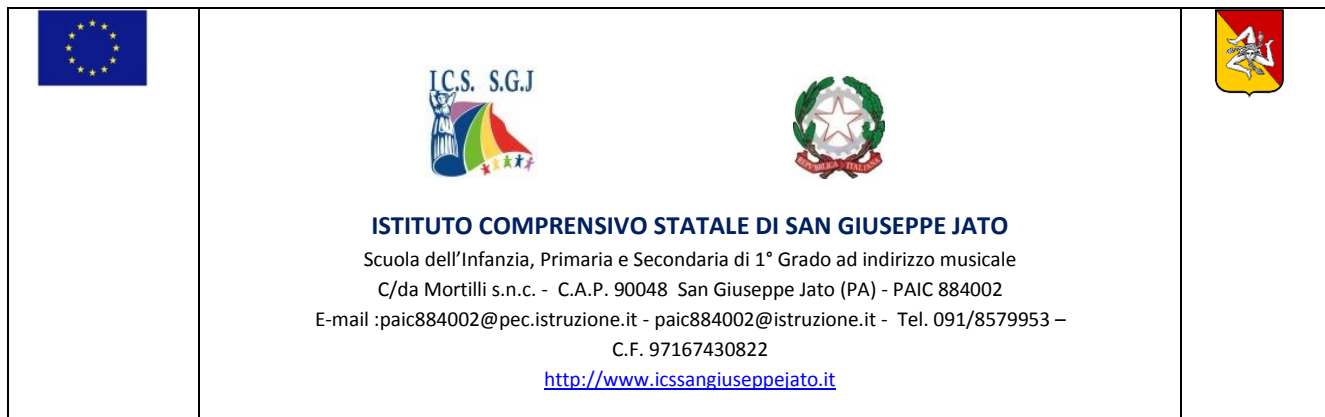 I.C.S. S.G.J
REPVBBLICA ITALIANA
ISTITUTO COMPRENSIVO STATALE DI SAN GIUSEPPE JATO
Scuola dell'Infanzia, Primaria e Secondaria di 1° Grado ad indirizzo musicale
C/da Mortilli s.n.c. - C.A.P. 90048 San Giuseppe Jato (PA) - PAIC 884002
E-mail :paic884002@pec.istruzione.it - paic884002@istruzione.it - Tel. 091/8579953 –
C.F. 97167430822
http://www.icssangiuseppejato.it